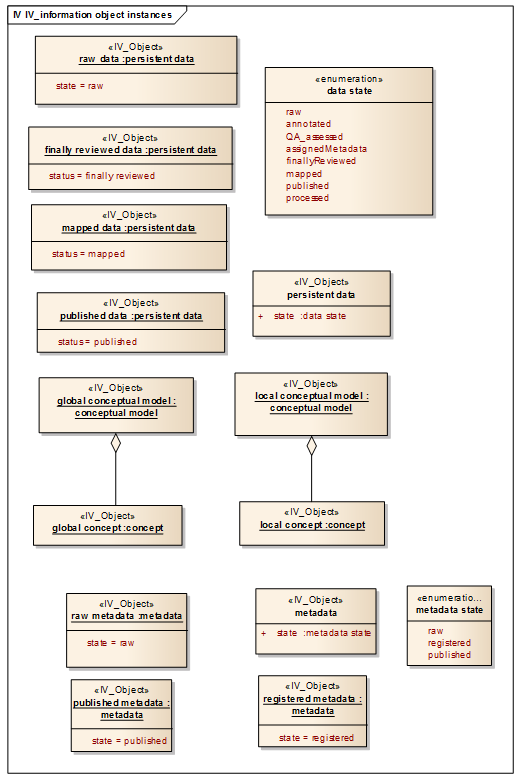 IV IV_information object instances
«IV_Object»
raw data :persistent data
state = raw
«enumeration»
data state
raw
annotated
QA_assessed
assignedMetadata
finallyReviewed
mapped
published
processed
«IV_Object»
finally reviewed data :persistent data
status = finally reviewed
«IV_Object»
mapped data :persistent data
status = mapped
«IV_Object»
persistent data
+ state :data state
«IV_Object»
published data :persistent data
status = published
«IV_Object»
global conceptual model :
conceptual model
«IV_Object»
local conceptual model :
conceptual model
«IV_Object»
global concept :concept
«IV_Object»
local concept :concept
«IV_Object»
raw metadata :metadata
state = raw
«IV_Object»
metadata
+ state :metadata state
«enumeratio...
metadata state
raw
registered
published
«IV_Object»
published metadata :
metadata
state = published
«IV_Object»
registered metadata :
metadata
state = registered